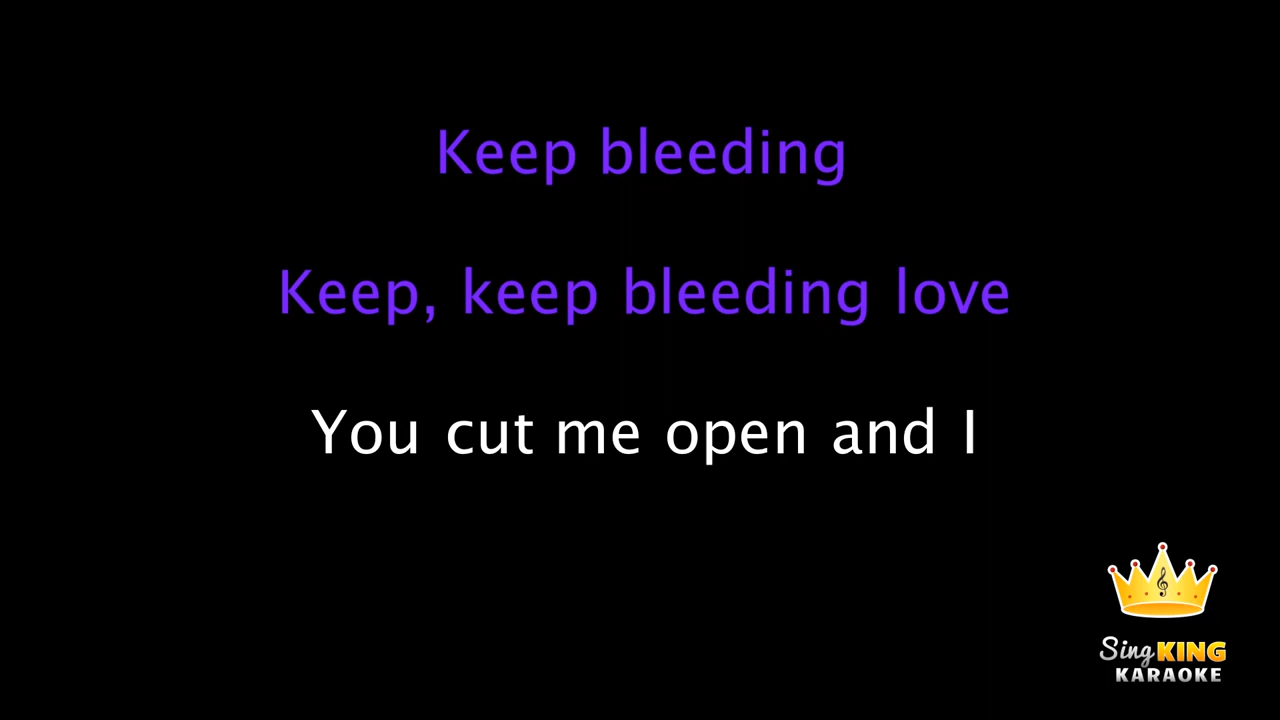 Keep bleeding
Keep, keep bleeding love
You cut me open and I
Sing KING
KARAOKE